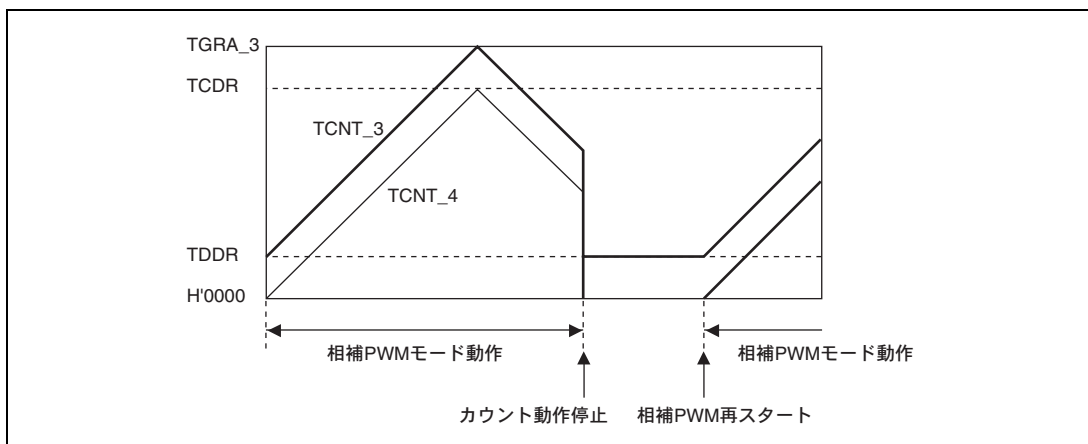 TGRA_3
TCDR
TCNT_3
TCNT_4
TDDR
H'0000
相補PWMモード動作 相補PWMモード動作
カウント動作停止 相補PWM再スタート